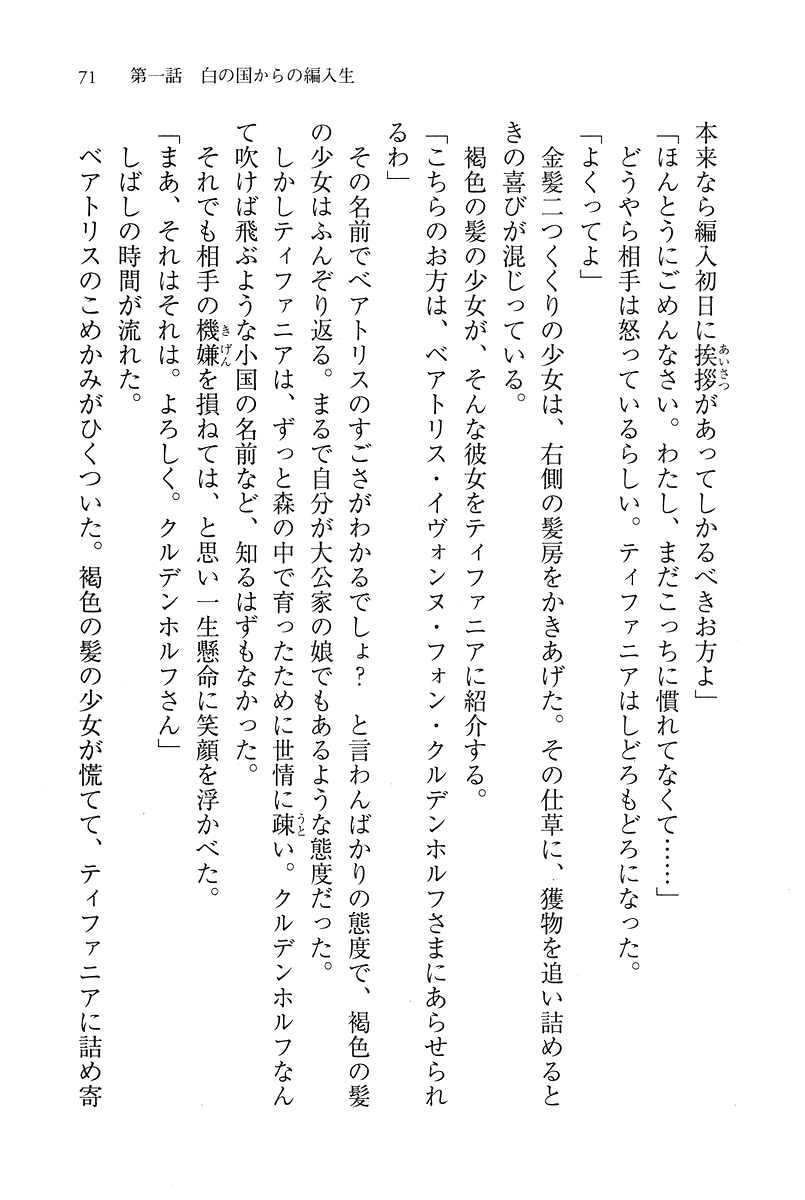 71　第一話　白の国からの編入生
本来なら編入初日に挨拶があってしかるべきお方よ」
「ほんとうにごめんなさい。わたし、まだこっちに慣れてなくて……」
どうやら相手は怒っているらしい。ティファニアはしどろもどろになった。
「よくってよ」
金髪二つくくりの少女は、右側の髪房をかきあげた。その仕草に、獲物を追い詰めると
きの喜びが混じっている。
褐色の髪の少女が、そんな彼女をティファニアに紹介する。
「こちらのお方は、ベアトリス・イヴォンヌ・フォン・クルデンホルフさまにあらせられ
るわ」
その名前でベアトリスのすごさがわかるでしょ？　と言わんばかりの態度で、褐色の髪
の少女はふんぞり返る。まるで自分が大公家の娘でもあるような態度だった。
しかしティファニアは、ずっと森の中で育ったために世情に疎い。クルデンホルフなん
て吹けば飛ぶような小国の名前など、知るはずもなかった。
それでも相手の機嫌を損ねては、と思い一生懸命に笑顔を浮かべた。
「まあ、それはそれは。よろしく。クルデンホルフさん」
しばしの時間が流れた。
ベアトリスのこめかみがひくついた。褐色の髪の少女が慌てて、ティファニアに詰め寄